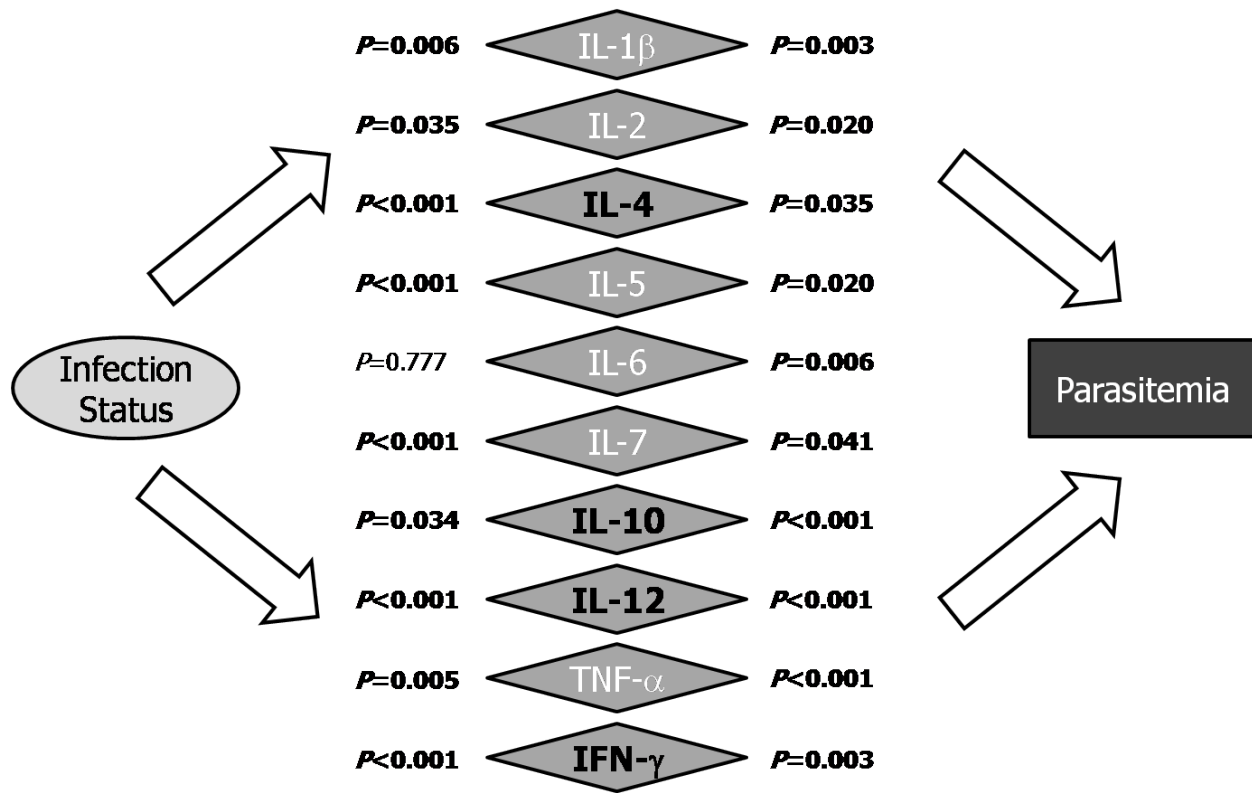 P=0.006 IL-1β P=0.003
P=0.035 IL-2 P=0.020
P<0.001 IL-4 P=0.035
P<0.001 IL-5 P=0.020
P=0.777 IL-6 P=0.006
Infection
Status
Parasitemia
P<0.001 IL-7 P=0.041
P=0.034 IL-10 P<0.001
P<0.001 IL-12 P<0.001
P=0.005 TNF-α P<0.001
P<0.001 IFN-γ P=0.003